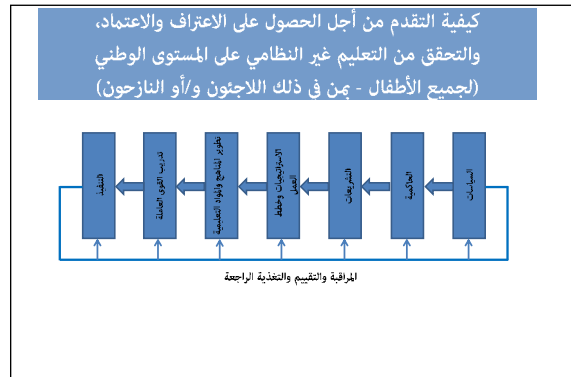 كيفية التقدم من أجل الحصول على الاعتراف والاعتماد،
والتحقق من التعليم غير النظامي على المستوى الوطني
(لجميع الأطفال - بمن في ذلك اللاجئون و/أو النازحون)
السياسات
الحاكمية
التشريعات
الاستراتيجيات وخطط
العمل
تطوير المناهج والمواد التعليمية
تدريب القوى العاملة
التنفيذ
المراقبة والتقييم والتغذية الراجعة